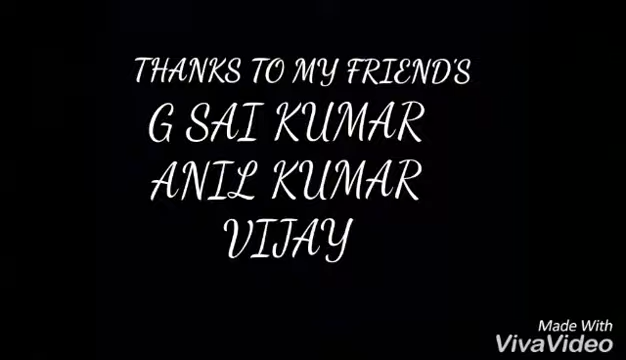 THANKS TO MY FRIEND'S
G SAI KUMAR
ANIL KUMAR
VIJAY
Made With
VivaVideo